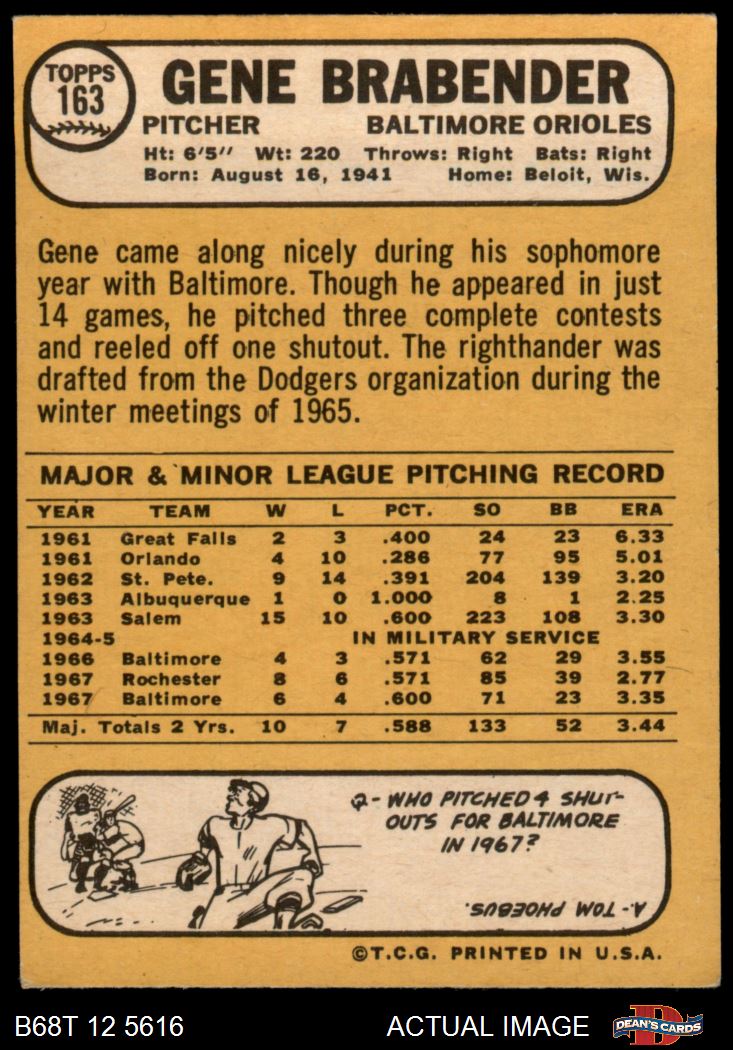 TOPPS
163
GENE BRABENDER
PITCHER BALTIMORE ORIOLES
Ht: 6'5" Wt: 220 Throws: Right Bats: Right
Born: August 16, 1941 Home: Beloit, Wis.
Gene came along nicely during his sophomore
year with Baltimore. Though he appeared in just
14 games, he pitched three complete contests
and reeled off one shutout. The righthander was
drafted from the Dodgers organization during the
winter meetings of 1965.
MAJOR & MINOR LEAGUE PITCHING RECORD
YEAR TEAM W L PCT. SO BB ERA
1961 Great Falls 2 3 .400 24 23 6.33
1961 Orlando 4 10 .286 77 95 5.01
1962 St. Pete. 9 14 .391 204 139 3.20
1963 Albuquerque 1 0 1.000 8 1 2.25
1963 Salem 15 10 .600 223 108 3.30
1964-5 IN MILITARY SERVICE
1966 Baltimore 4 3 .571 62 29 3.55
1967 Rochester 8 6 .571 85 39 2.77
1967 Baltimore 6 4 .600 71 23 3.35
Maj. Totals 2 Yrs. 10 7 .588 133 52 3.44
Q- WHO PITCHED 4 SHUT-
OUTS FOR BALTIMORE
IN 1967?
A- TOM PHOEBUS.
©T.C.G. PRINTED IN U.S.A.
B68T 12 5616 ACTUAL IMAGE D DEAN'S CARDS